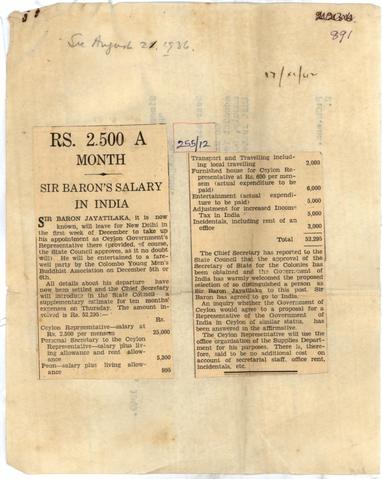 See August 21, 1936.
891
17/XI/42
255/12
RS. 2.500 A
MONTH
SIR BARON'S SALARY
IN INDIA
SIR BARON JAYATILAKA, it is now
known, will leave for New Delhi in
the first week of December to take up
his appointment as Ceylon Government's
Representative there (provided, of course,
the State Council approves, as it no doubt
will). He will be entertained to a fare-
well party by the Colombo Young Men's
Buddhist Association on December 5th or
6th.
All details about his departure have
now been settled and the Chief Secretary
will introduce in the State Council a
supplementary estimate for ten months'
expenses on Thursday. The amount in-
volved is Rs. 52,295:—
Rs.
Ceylon Representative—salary at
Rs. 2,500 per mensem 25,000
Personal Secretary to the Ceylon
Representative—salary plus liv-
ing allowance and rent allow-
ance 5,300
Peon—salary plus living allow-
ance 995
Transport and Travelling includ-
ing local travelling 2,000
Furnished house for Ceylon Re-
presentative at Rs. 600 per men-
sem (actual expenditure to be
paid) 6,000
Entertainment (actual expendi-
ture to be paid) 5,000
Adjustment for increased Income
Tax in India 5,000
Incidentals, including rent of an
office 3,000
Total 52,295
The Chief Secretary has reported to the
State Council that the approval of the
Secretary of State for the Colonies has
been obtained and the Government of
India has warmly welcomed the proposed
selection of so distinguished a person as
Sir Baron Jayatilaka to this post. Sir
Baron has agreed to go to India.
An inquiry whether the Government of
Ceylon would agree to a proposal for a
Representative of the Government of
India in Ceylon of similar status, has
been answered in the affirmative.
The Ceylon Representative will use the
office organisation of the Supplies Depart-
ment for his purposes. There is, there-
fore, said to be no additional cost on
account of secretarial staff, office rent,
incidentals, etc.